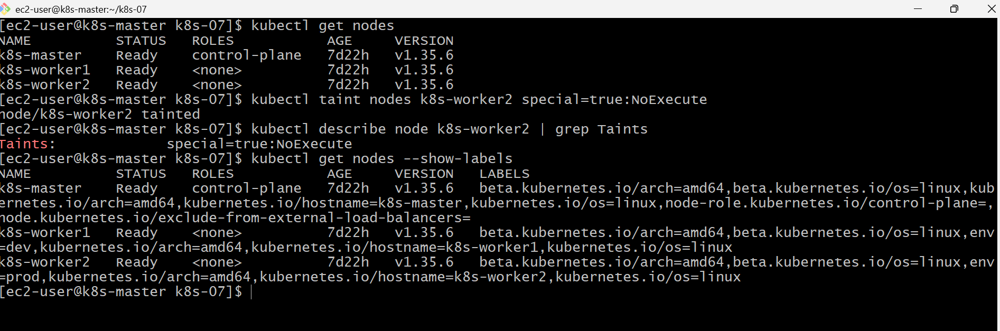 ec2-user@k8s-master:~/k8s-07
[ec2-user@k8s-master k8s-07]$ kubectl get nodes
NAME          STATUS   ROLES           AGE     VERSION
k8s-master    Ready    control-plane   7d22h   v1.35.6
k8s-worker1   Ready    <none>          7d22h   v1.35.6
k8s-worker2   Ready    <none>          7d22h   v1.35.6
[ec2-user@k8s-master k8s-07]$ kubectl taint nodes k8s-worker2 special=true:NoExecute
node/k8s-worker2 tainted
[ec2-user@k8s-master k8s-07]$ kubectl describe node k8s-worker2 | grep Taints
Taints:             special=true:NoExecute
[ec2-user@k8s-master k8s-07]$ kubectl get nodes --show-labels
NAME          STATUS   ROLES           AGE     VERSION   LABELS
k8s-master    Ready    control-plane   7d22h   v1.35.6   beta.kubernetes.io/arch=amd64,beta.kubernetes.io/os=linux,kub
ernetes.io/arch=amd64,kubernetes.io/hostname=k8s-master,kubernetes.io/os=linux,node-role.kubernetes.io/control-plane=,
node.kubernetes.io/exclude-from-external-load-balancers=
k8s-worker1   Ready    <none>          7d22h   v1.35.6   beta.kubernetes.io/arch=amd64,beta.kubernetes.io/os=linux,env
=dev,kubernetes.io/arch=amd64,kubernetes.io/hostname=k8s-worker1,kubernetes.io/os=linux
k8s-worker2   Ready    <none>          7d22h   v1.35.6   beta.kubernetes.io/arch=amd64,beta.kubernetes.io/os=linux,env
=prod,kubernetes.io/arch=amd64,kubernetes.io/hostname=k8s-worker2,kubernetes.io/os=linux
[ec2-user@k8s-master k8s-07]$